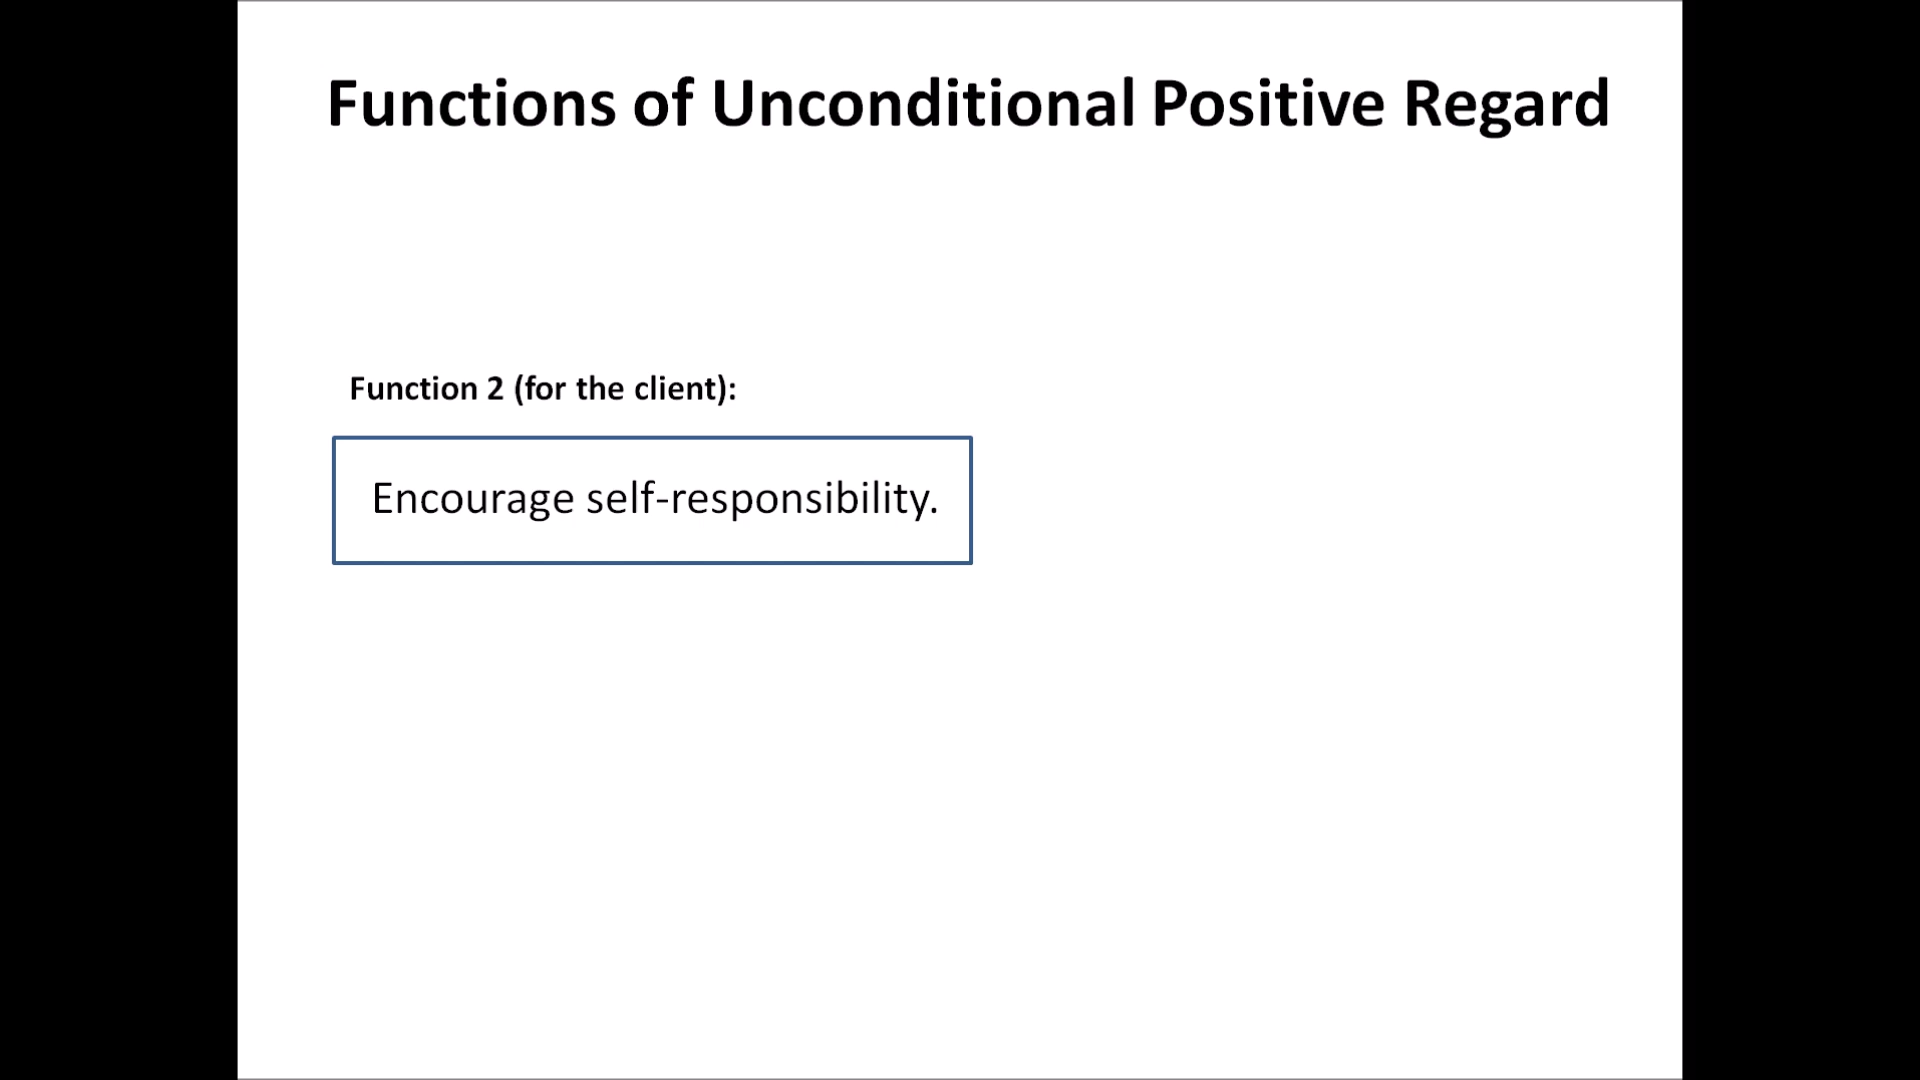 Functions of Unconditional Positive Regard
Function 2 (for the client):
Encourage self-responsibility.